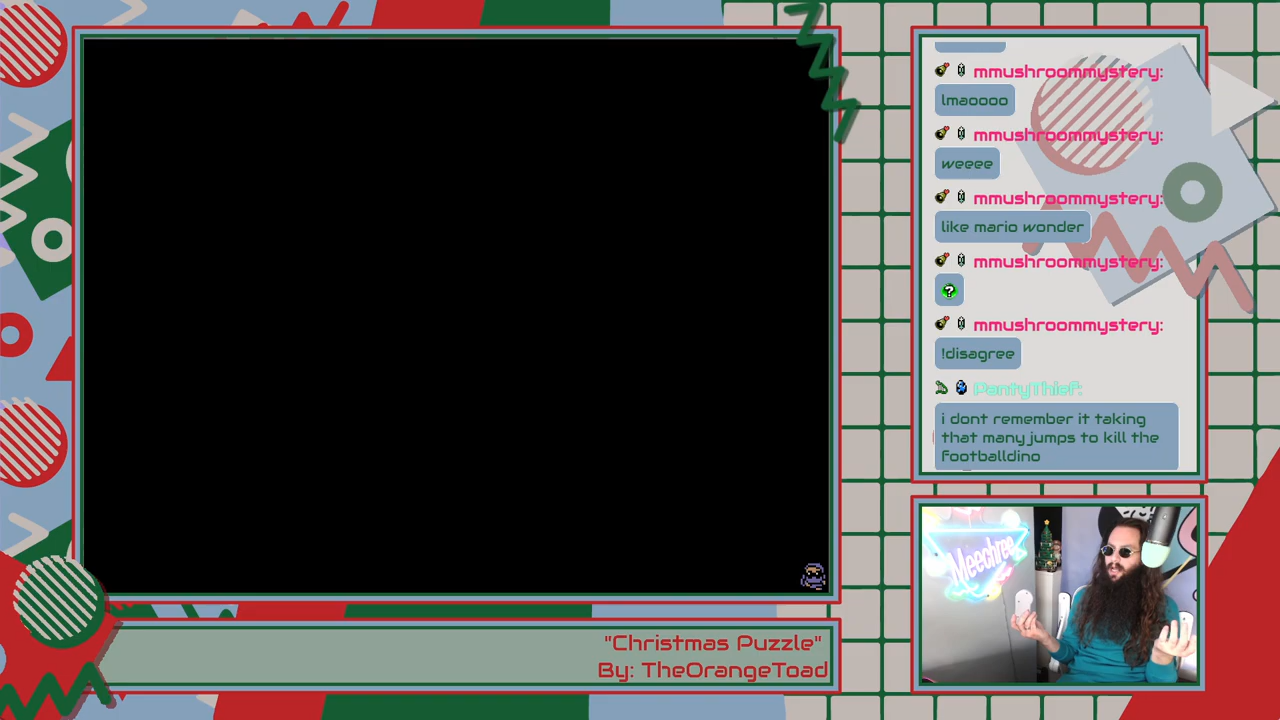 mmushroommystery:
lmaoooo
mmushroommystery:
weeee
mmushroommystery:
like mario wonder
mmushroommystery:
?
mmushroommystery:
!disagree
PantyThief:
i dont remember it taking
that many jumps to kill the
footballdino
Meechree
"Christmas Puzzle"
By: TheOrangeToad